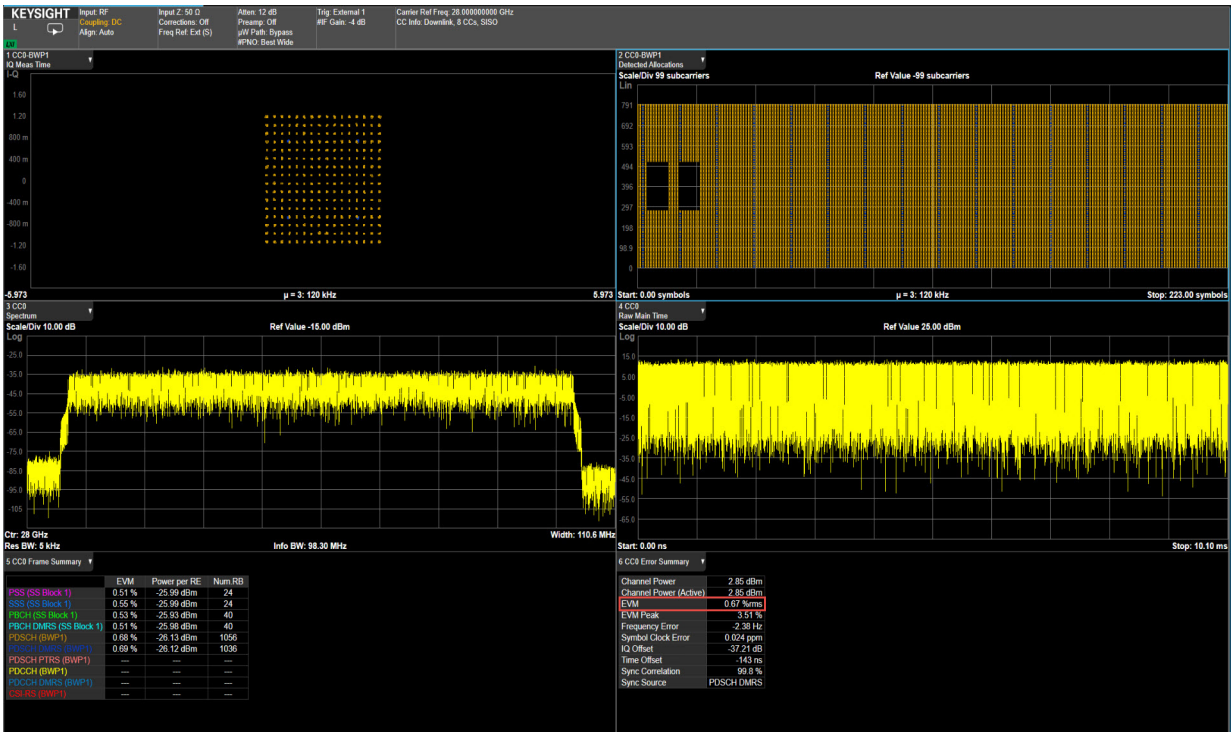 KEYSIGHT
L
EXT
Input: RF
Coupling: DC
Align: Auto
Input Z: 50 Ω
Corrections: Off
Freq Ref: Ext (S)
Atten: 12 dB
Preamp: Off
µW Path: Bypass
#PNO: Best Wide
Trig: External 1
#IF Gain: -4 dB
Carrier Ref Freq: 28.000000000 GHz
CC Info: Downlink, 8 CCs, SISO
1 CC0-BWP1
IQ Meas Time
I-Q
1.60
1.20
800 m
400 m
0
-400 m
-800 m
-1.20
-1.60
-5.973
µ = 3: 120 kHz
5.973
2 CC0-BWP1
Detected Allocations
Scale/Div 99 subcarriers
Ref Value -99 subcarriers
Lin
791
692
593
494
396
297
198
98.9
0
Start: 0.00 symbols
µ = 3: 120 kHz
Stop: 223.00 symbols
3 CC0
Spectrum
Scale/Div 10.00 dB
Ref Value -15.00 dBm
Log
-25.0
-35.0
-45.0
-55.0
-65.0
-75.0
-85.0
-95.0
-105
Ctr: 28 GHz
Width: 110.6 MHz
Res BW: 5 kHz
Info BW: 98.30 MHz
4 CC0
Raw Main Time
Scale/Div 10.00 dB
Ref Value 25.00 dBm
Log
15.0
5.00
-5.00
-15.0
-25.0
-35.0
-45.0
-55.0
-65.0
Start: 0.00 ns
Stop: 10.10 ms
5 CC0 Frame Summary
EVM Power per RE Num.RB
PSS (SS Block 1) 0.51 % -25.99 dBm 24
SSS (SS Block 1) 0.55 % -25.99 dBm 24
PBCH (SS Block 1) 0.53 % -25.93 dBm 40
PBCH DMRS (SS Block 1) 0.51 % -25.98 dBm 40
PDSCH (BWP1) 0.68 % -26.13 dBm 1056
PDSCH DMRS (BWP1) 0.69 % -26.12 dBm 1036
PDSCH PTRS (BWP1) --- --- ---
PDCCH (BWP1) --- --- ---
PDCCH DMRS (BWP1) --- --- ---
CSI-RS (BWP1) --- --- ---
6 CC0 Error Summary
Channel Power 2.85 dBm
Channel Power (Active) 2.85 dBm
EVM 0.67 %rms
EVM Peak 3.51 %
Frequency Error -2.38 Hz
Symbol Clock Error 0.024 ppm
IQ Offset -37.21 dB
Time Offset -143 ns
Sync Correlation 99.8 %
Sync Source PDSCH DMRS